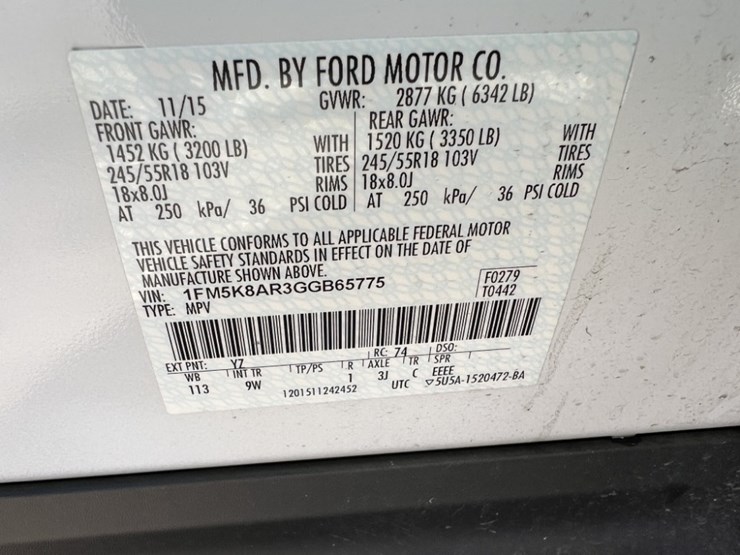 MFD. BY FORD MOTOR CO.
DATE: 11/15 GVWR: 2877 KG ( 6342 LB)
FRONT GAWR: REAR GAWR:
1452 KG ( 3200 LB) WITH 1520 KG ( 3350 LB) WITH
245/55R18 103V TIRES 245/55R18 103V TIRES
18x8.0J RIMS 18x8.0J RIMS
AT 250 kPa/ 36 PSI COLD AT 250 kPa/ 36 PSI COLD
THIS VEHICLE CONFORMS TO ALL APPLICABLE FEDERAL MOTOR
VEHICLE SAFETY STANDARDS IN EFFECT ON THE DATE OF
MANUFACTURE SHOWN ABOVE.
VIN: 1FM5K8AR3GGB65775 F0279
TYPE: MPV T0442
EXT PNT: YZ RC: 74 DSO:
WB INT TR TP/PS R AXLE TR SPR
113 9W 1 3J C EEEE
1201511242452 UTC ▽5U5A-1520472-BA